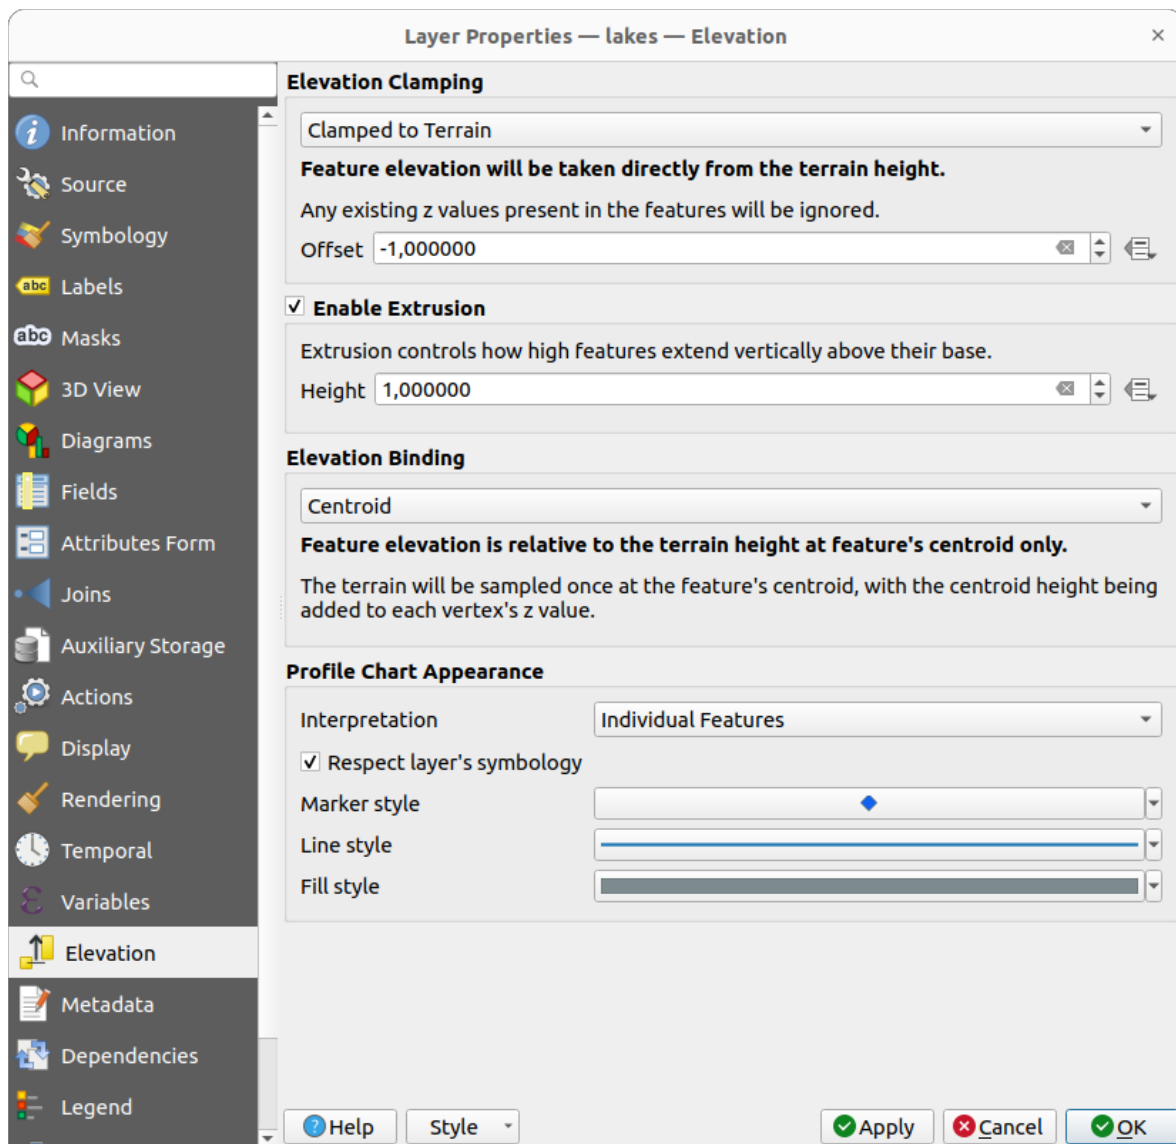 Layer Properties — lakes — Elevation
Information
Source
Symbology
abc Labels
abc Masks
3D View
Diagrams
Fields
Attributes Form
Joins
Auxiliary Storage
Actions
Display
Rendering
Temporal
Variables
Elevation
Metadata
Dependencies
Legend
Elevation Clamping
Clamped to Terrain
Feature elevation will be taken directly from the terrain height.
Any existing z values present in the features will be ignored.
Offset -1,000000
Enable Extrusion
Extrusion controls how high features extend vertically above their base.
Height 1,000000
Elevation Binding
Centroid
Feature elevation is relative to the terrain height at feature's centroid only.
The terrain will be sampled once at the feature's centroid, with the centroid height being
added to each vertex's z value.
Profile Chart Appearance
Interpretation Individual Features
Respect layer's symbology
Marker style
Line style
Fill style
Help Style Apply Cancel OK